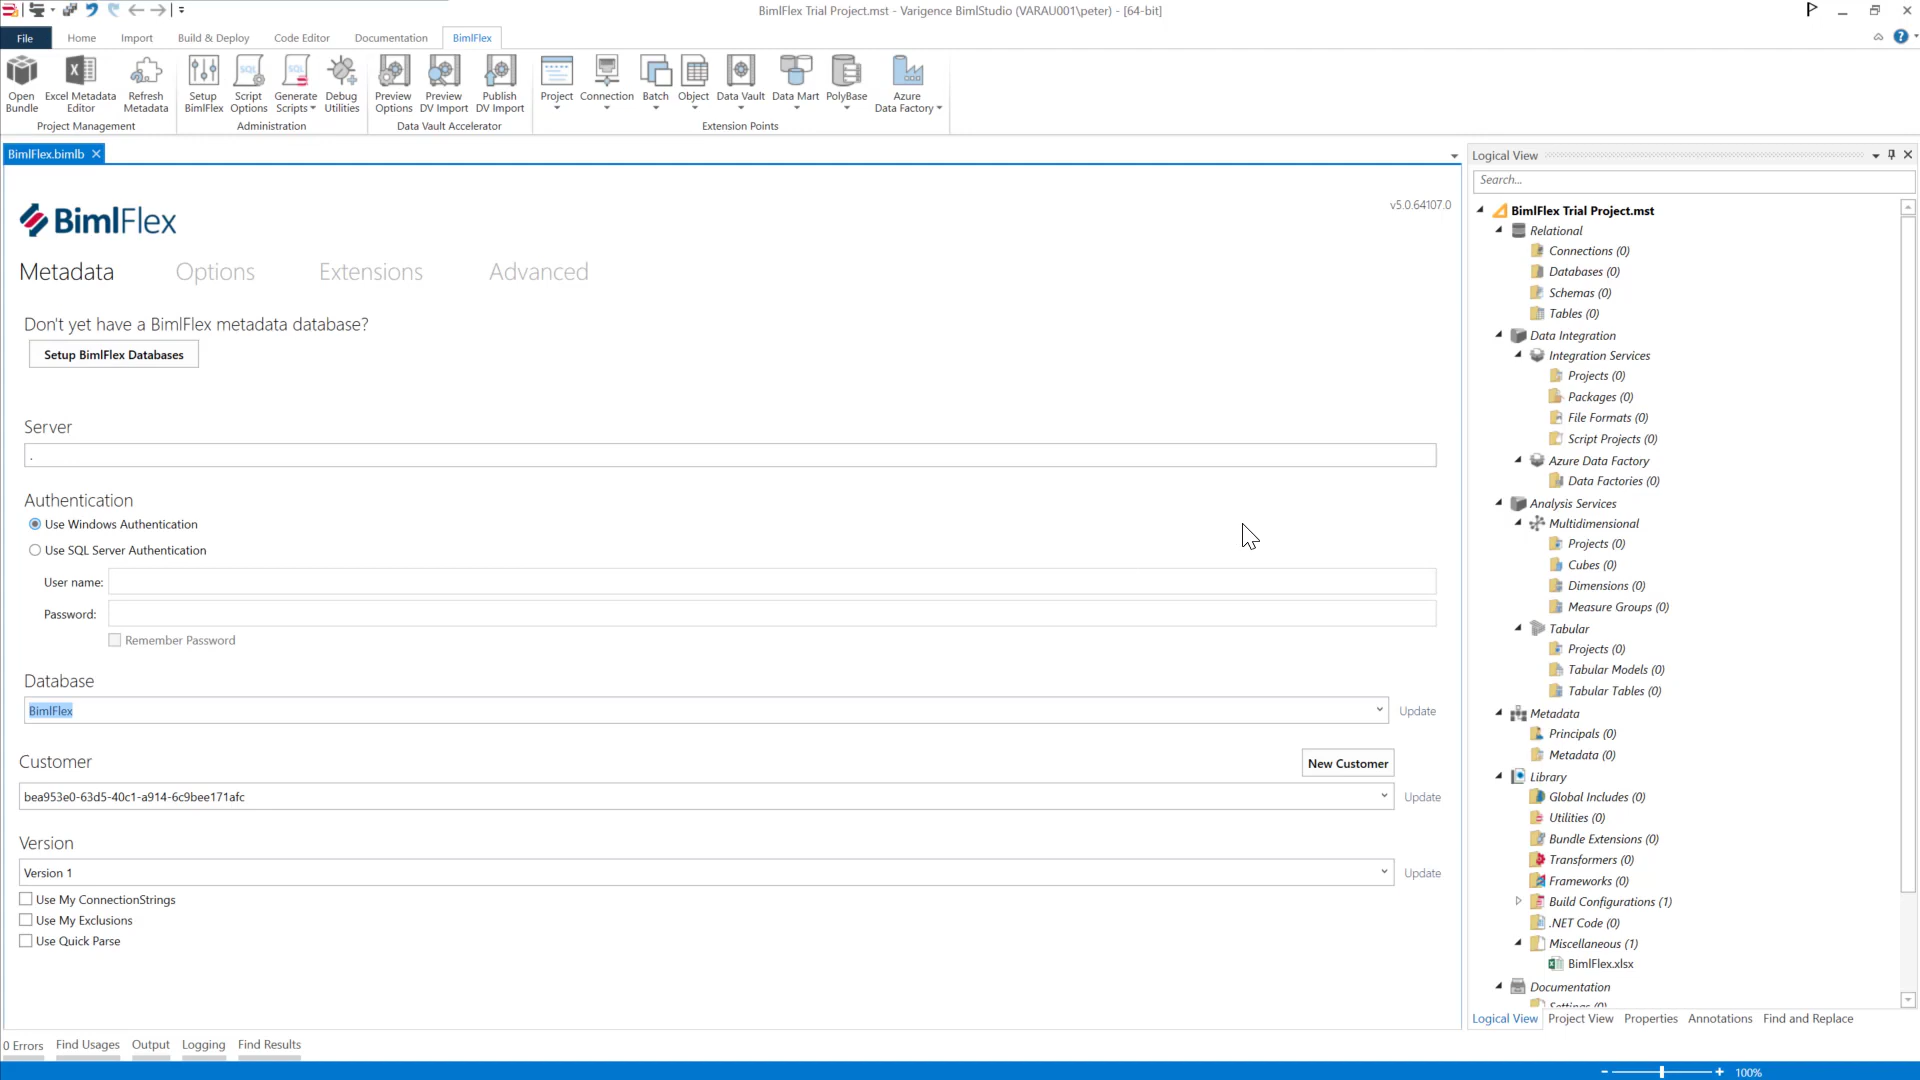 BimlFlex Trial Project.mst - Varigence BimlStudio (VARAU001\peter) - [64-bit]
File
Home
Import
Build & Deploy
Code Editor
Documentation
BimlFlex
Open Bundle
Excel Metadata Editor
Refresh Metadata
Project Management
Setup BimlFlex
Script Options
Generate Scripts
Debug Utilities
Administration
Preview Options
Preview DV Import
Publish DV Import
Data Vault Accelerator
Project
Connection
Batch
Object
Data Vault
Data Mart
PolyBase
Azure Data Factory
Extension Points
BimlFlex.bimlb
BimlFlex
v5.0.64107.0
Metadata
Options
Extensions
Advanced
Don't yet have a BimlFlex metadata database?
Setup BimlFlex Databases
Server
.
Authentication
Use Windows Authentication
Use SQL Server Authentication
User name:
Password:
Remember Password
Database
BimlFlex
Update
Customer
New Customer
bea953e0-63d5-40c1-a914-6c9bee171afc
Update
Version
Version 1
Update
Use My ConnectionStrings
Use My Exclusions
Use Quick Parse
Logical View
Search...
BimlFlex Trial Project.mst
Relational
Connections (0)
Databases (0)
Schemas (0)
Tables (0)
Data Integration
Integration Services
Projects (0)
Packages (0)
File Formats (0)
Script Projects (0)
Azure Data Factory
Data Factories (0)
Analysis Services
Multidimensional
Projects (0)
Cubes (0)
Dimensions (0)
Measure Groups (0)
Tabular
Projects (0)
Tabular Models (0)
Tabular Tables (0)
Metadata
Principals (0)
Metadata (0)
Library
Global Includes (0)
Utilities (0)
Bundle Extensions (0)
Transformers (0)
Frameworks (0)
Build Configurations (1)
.NET Code (0)
Miscellaneous (1)
BimlFlex.xlsx
Documentation
Settings (0)
Logical View
Project View
Properties
Annotations
Find and Replace
0 Errors
Find Usages
Output
Logging
Find Results
100%